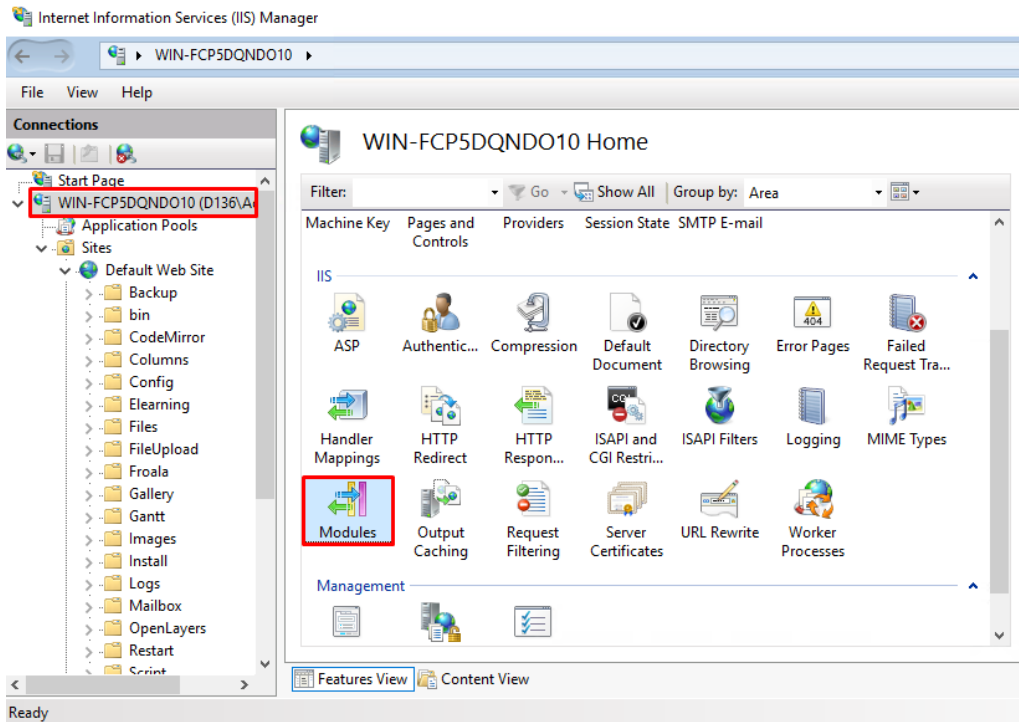 Internet Information Services (IIS) Manager
WIN-FCP5DQNDO10
File View Help
Connections
Start Page
WIN-FCP5DQNDO10 (D136\A
Application Pools
Sites
Default Web Site
Backup
bin
CodeMirror
Columns
Config
Elearning
Files
FileUpload
Froala
Gallery
Gantt
Images
Install
Logs
Mailbox
OpenLayers
Restart
Script
WIN-FCP5DQNDO10 Home
Filter: Go Show All Group by: Area
Machine Key Pages and Controls Providers Session State SMTP E-mail
IIS
ASP Authentic... Compression Default Document Directory Browsing Error Pages Failed Request Tra...
404
Handler Mappings HTTP Redirect HTTP Respon... ISAPI and CGI Restri... ISAPI Filters Logging MIME Types
Modules Output Caching Request Filtering Server Certificates URL Rewrite Worker Processes
Management
Features View Content View
Ready